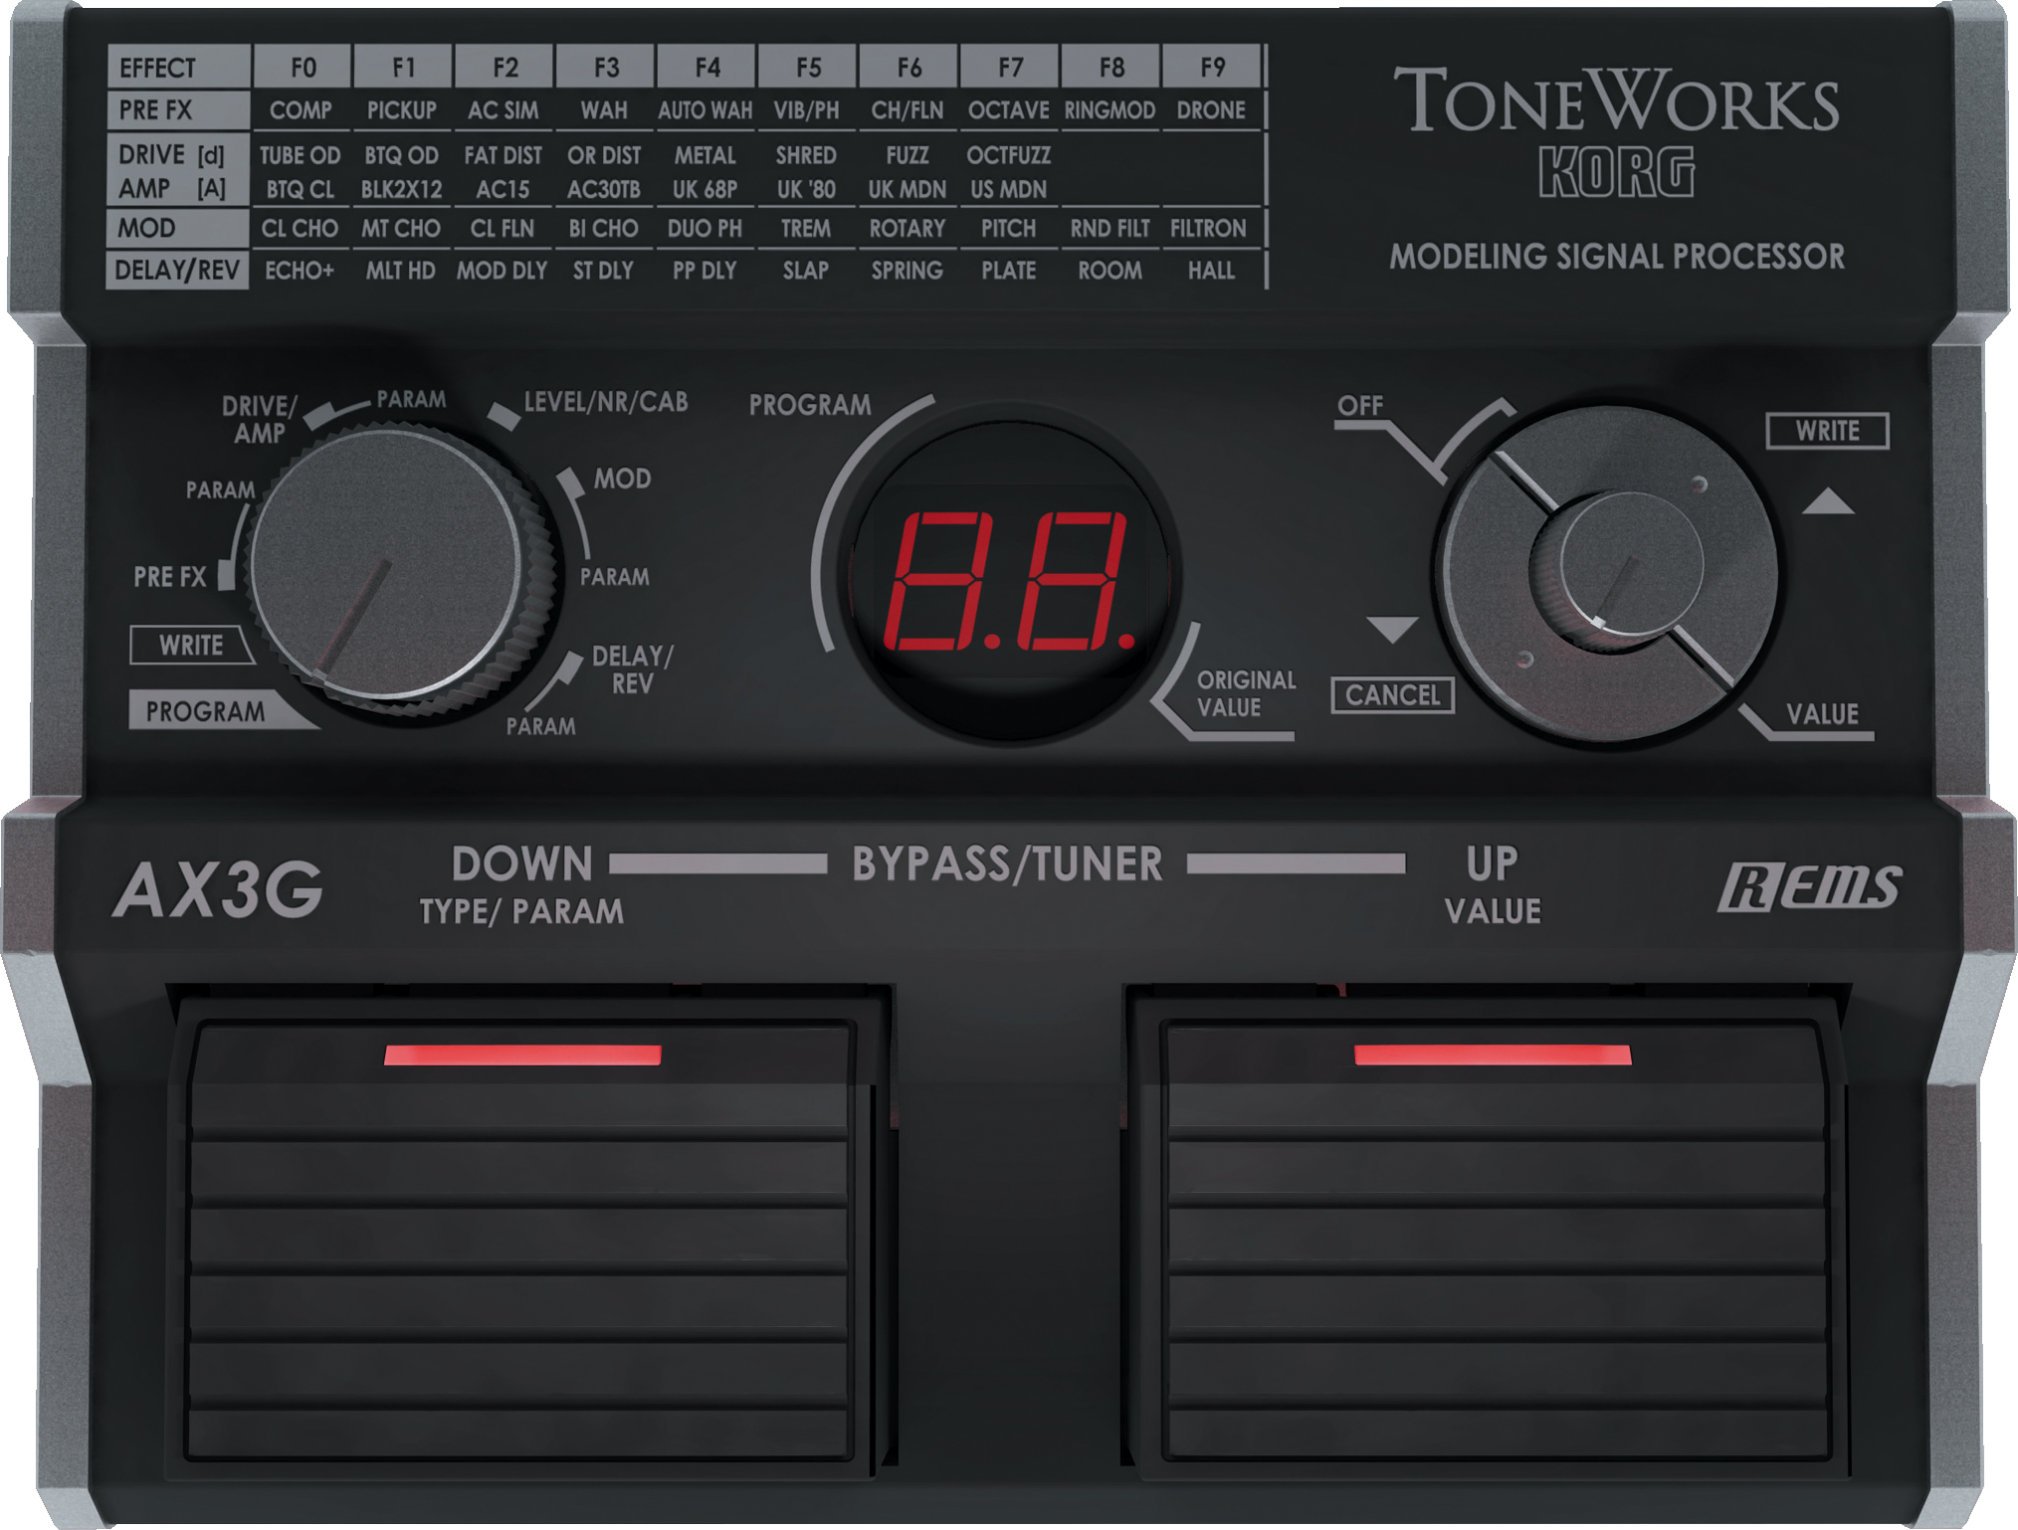 EFFECT F0 F1 F2 F3 F4 F5 F6 F7 F8 F9
PRE FX COMP PICKUP AC SIM WAH AUTO WAH VIB/PH CH/FLN OCTAVE RINGMOD DRONE
DRIVE [d] TUBE OD BTQ OD FAT DIST OR DIST METAL SHRED FUZZ OCTFUZZ
AMP [A] BTQ CL BLK2X12 AC15 AC30TB UK 68P UK '80 UK MDN US MDN
MOD CL CHO MT CHO CL FLN BI CHO DUO PH TREM ROTARY PITCH RND FILT FILTRON
DELAY/REV ECHO+ MLT HD MOD DLY ST DLY PP DLY SLAP SPRING PLATE ROOM HALL
TONEWORKS
KORG
MODELING SIGNAL PROCESSOR
DRIVE/
AMP
PARAM
LEVEL/NR/CAB
PARAM
MOD
PRE FX
PARAM
WRITE
DELAY/
REV
PROGRAM
PARAM
PROGRAM
8.8.
ORIGINAL
VALUE
OFF
WRITE
CANCEL
VALUE
AX3G
DOWN
TYPE/ PARAM
BYPASS/TUNER
UP
VALUE
REMS